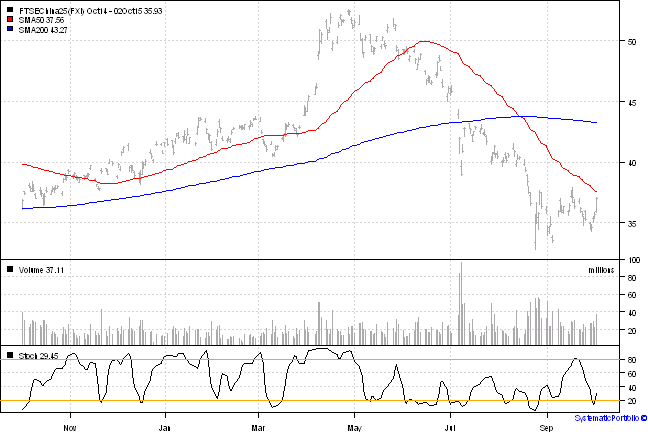 FTSEChina25(FXI) Oct14 - 02Oct15 35.93
SMA50 37.56
SMA200 43.27
50
45
40
35
Volume 37.11
millions
100
80
60
40
20
Stoch 29.45
80
60
40
20
Nov Jan Mar May Jul Sep
SystematicPortfolio ©